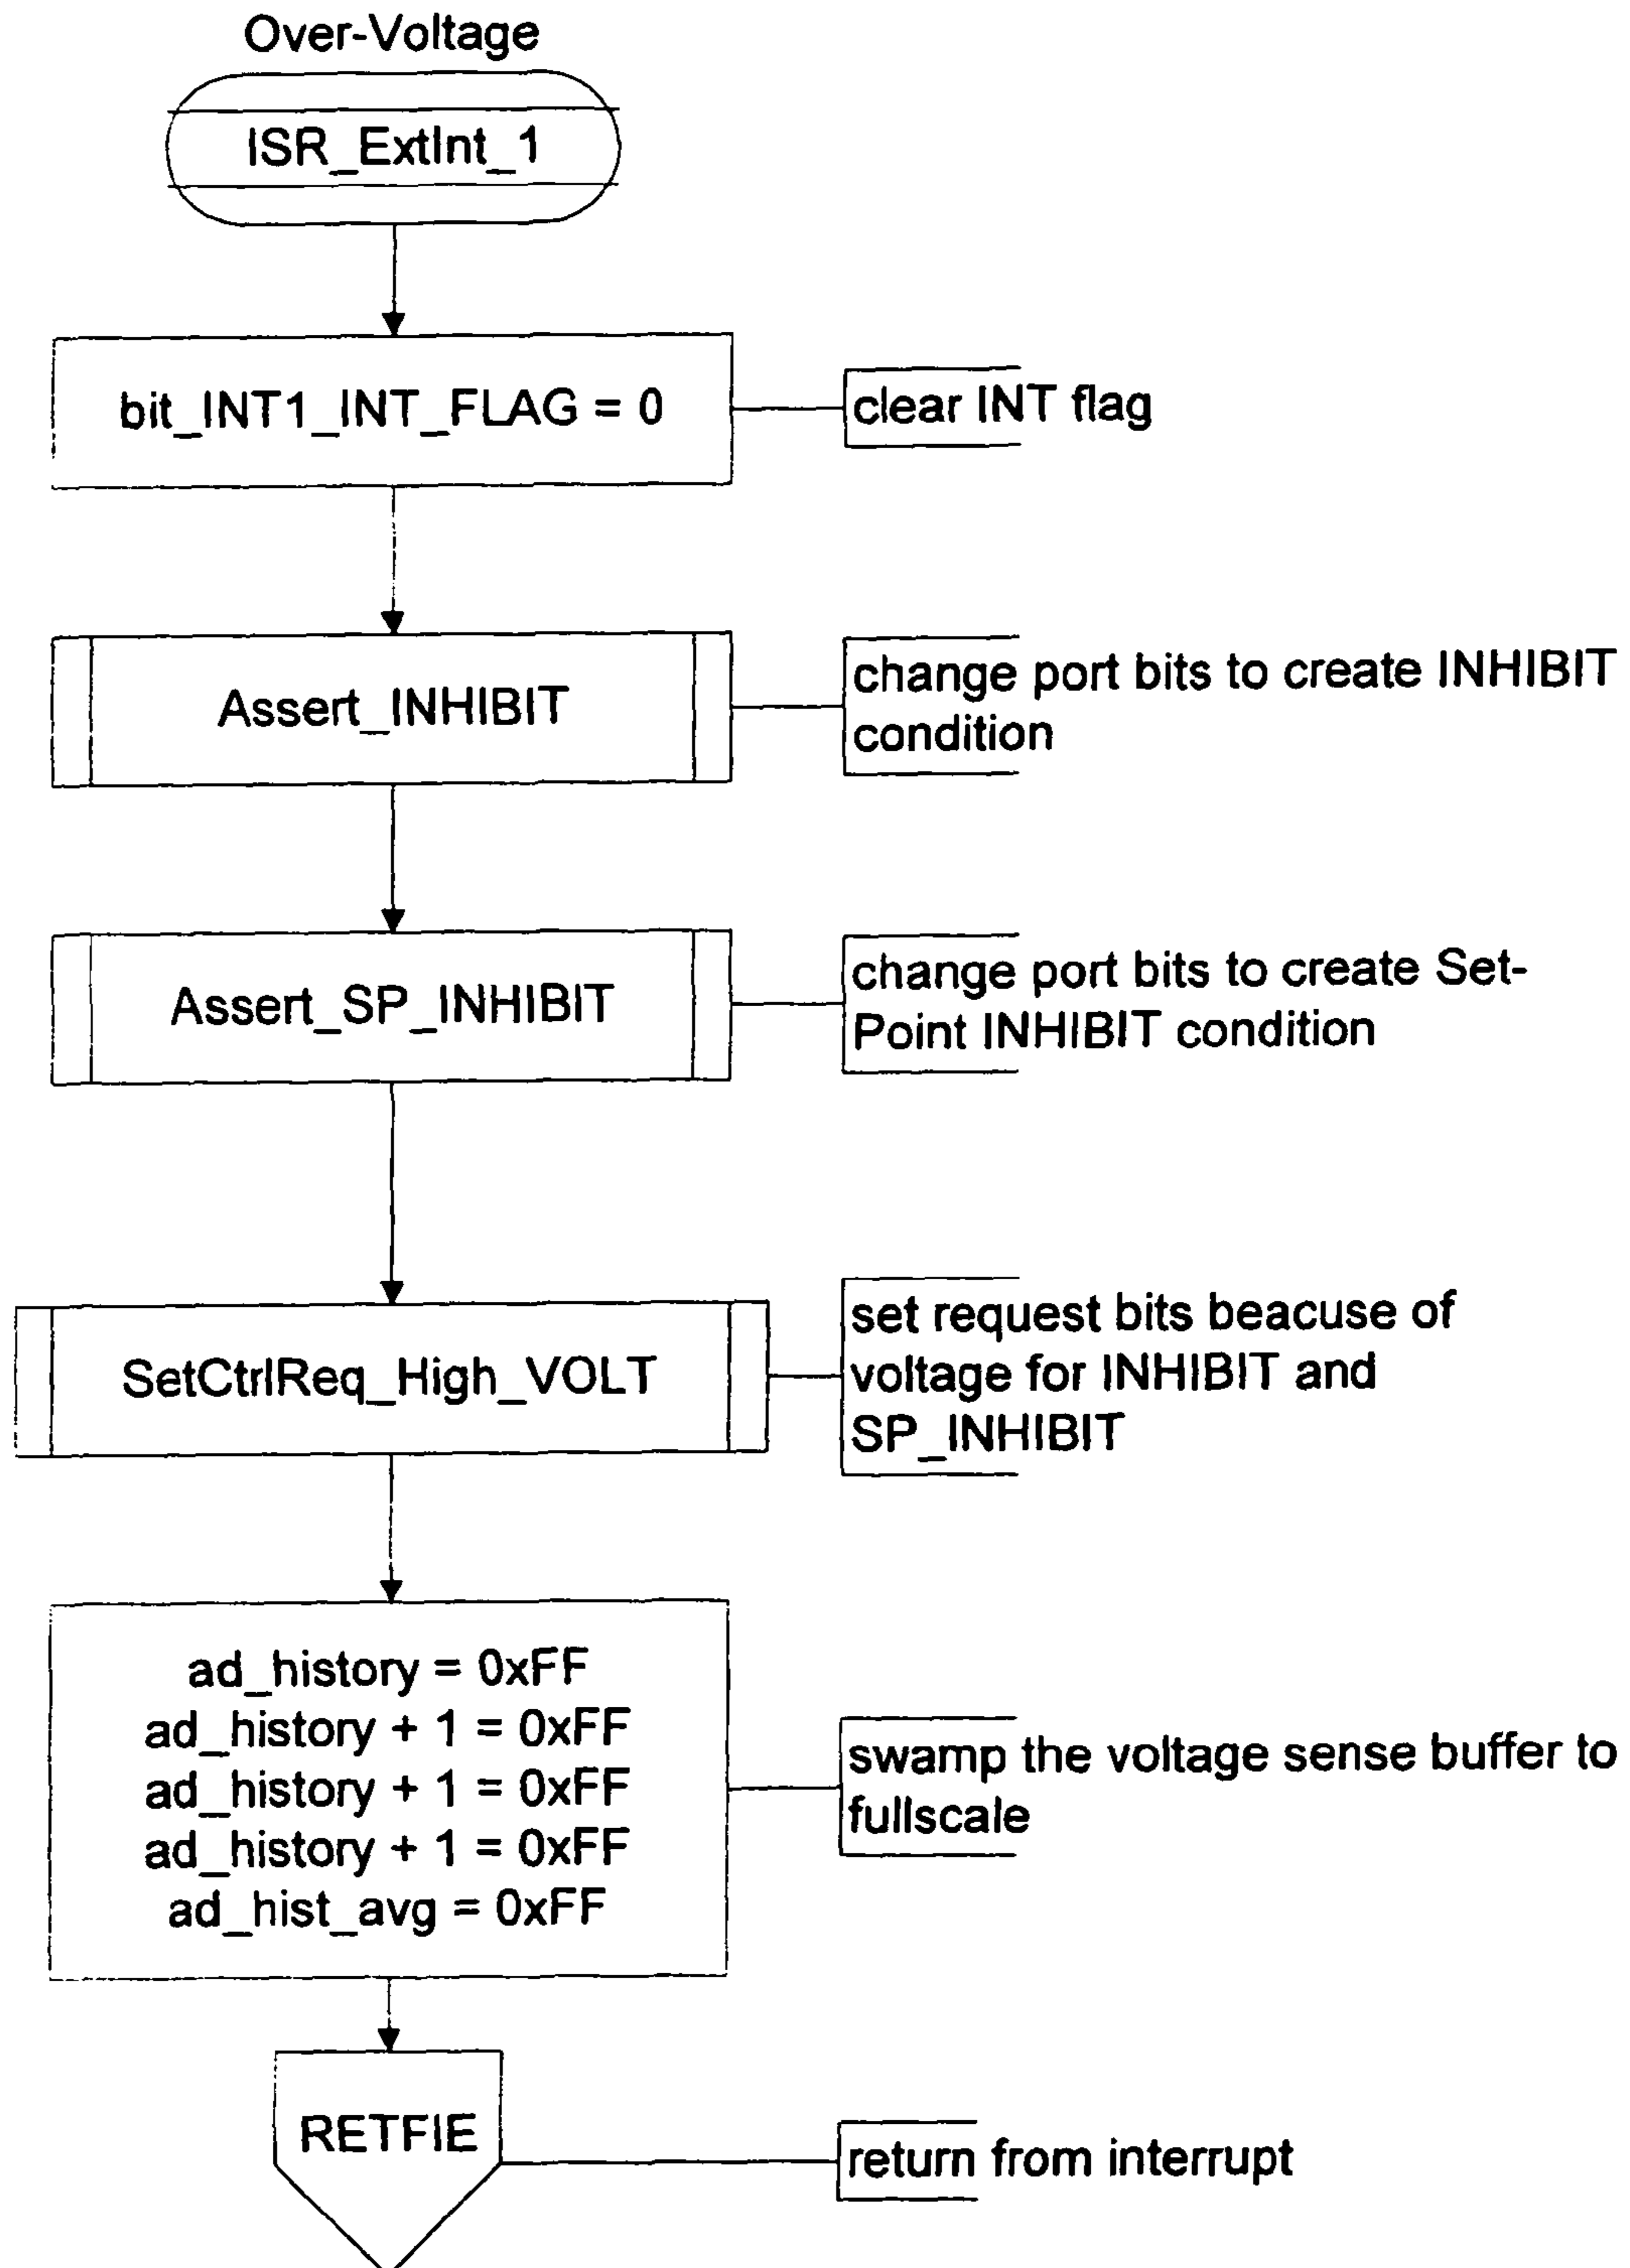 Over-Voltage
ISR_ExtInt_1
bit_INT1_INT_FLAG = 0
clear INT flag
Assert_INHIBIT
change port bits to create INHIBIT
condition
Assert_SP_INHIBIT
change port bits to create Set-
Point INHIBIT condition
SetCtrlReq_High_VOLT
set request bits beacuse of
voltage for INHIBIT and
SP_INHIBIT
ad_history = 0xFF
ad_history + 1 = 0xFF
ad_history + 1 = 0xFF
ad_history + 1 = 0xFF
ad_hist_avg = 0xFF
swamp the voltage sense buffer to
fullscale
RETFIE
return from interrupt